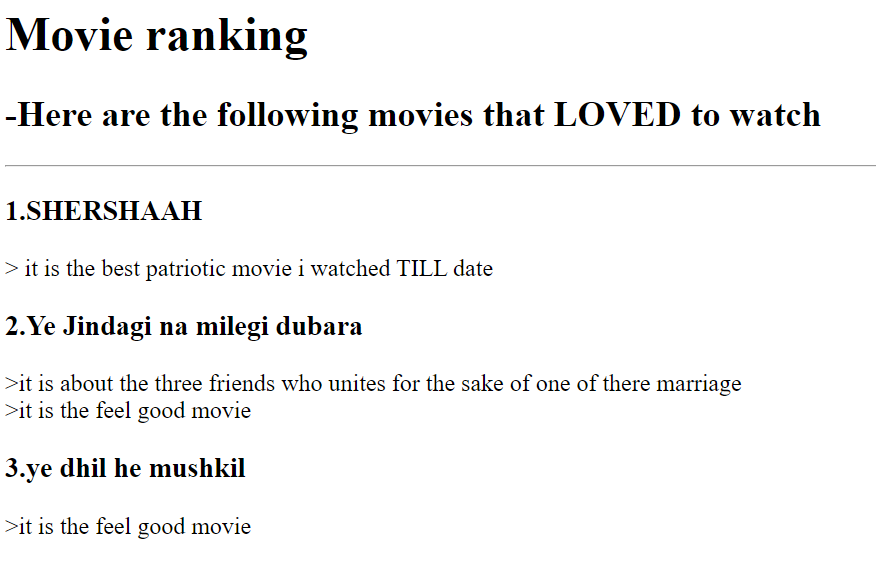 Movie ranking
-Here are the following movies that LOVED to watch
1.SHERSHAAH
> it is the best patriotic movie i watched TILL date
2.Ye Jindagi na milegi dubara
>it is about the three friends who unites for the sake of one of there marriage
>it is the feel good movie
3.ye dhil he mushkil
>it is the feel good movie